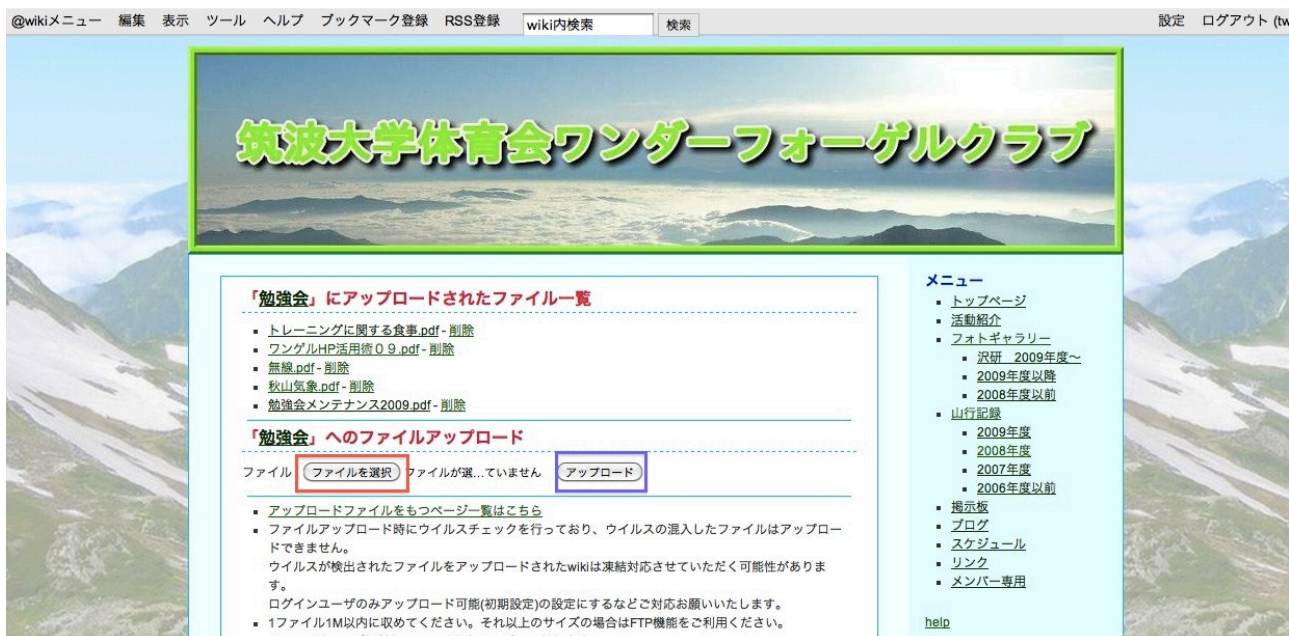 @wikiメニュー 編集 表示 ツール ヘルプ ブックマーク登録 RSS登録 wiki内検索 検索 設定 ログアウト (tw
筑波大学体育会ワンダーフォーゲルクラブ
「勉強会」にアップロードされたファイル一覧
トレーニングに関する食事.pdf - 削除
ワンゲルHP活用術09.pdf - 削除
無線.pdf - 削除
秋山気象.pdf - 削除
勉強会メンテナンス2009.pdf - 削除
「勉強会」へのファイルアップロード
ファイル ファイルを選択 ファイルが選...ていません アップロード
アップロードファイルをもつページ一覧はこちら
ファイルアップロード時にウイルスチェックを行っており、ウイルスの混入したファイルはアップロー
ドできません。
ウイルスが検出されたファイルをアップロードされたwikiは凍結対応させていただく可能性がありま
す。
ログインユーザのみアップロード可能(初期設定)の設定にするなどご対応お願いいたします。
1ファイル1M以内に収めてください。それ以上のサイズの場合はFTP機能をご利用ください。
メニュー
トップページ
活動紹介
フォトギャラリー
沢研 2009年度~
2009年度以降
2008年度以前
山行記録
2009年度
2008年度
2007年度
2006年度以前
掲示板
ブログ
スケジュール
リンク
メンバー専用
help